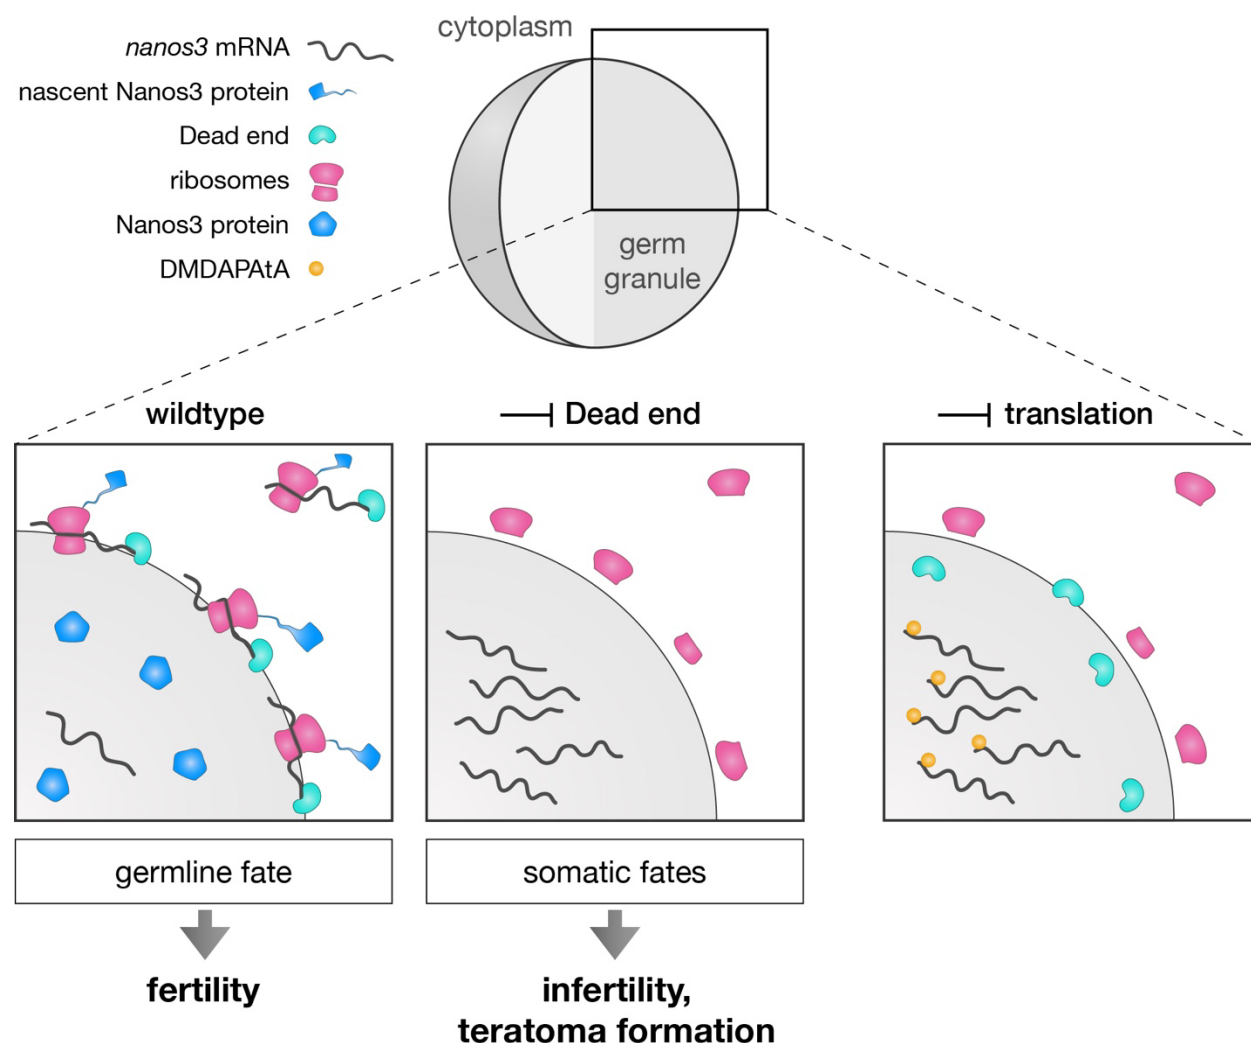 cytoplasm
nanos3 mRNA
nascent Nanos3 protein
Dead end
ribosomes
Nanos3 protein
DMDAPAtA
germ
granule
wildtype
Dead end
translation
germline fate
somatic fates
fertility
infertility,
teratoma formation